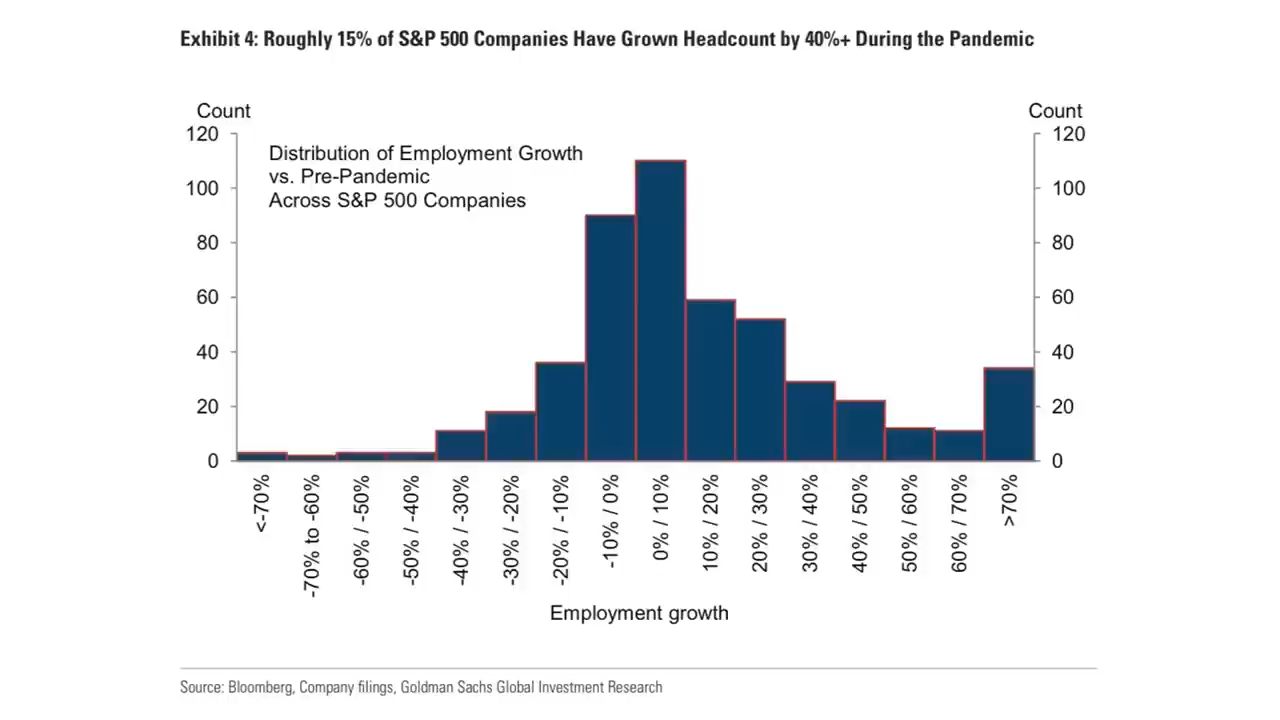 Exhibit 4: Roughly 15% of S&P 500 Companies Have Grown Headcount by 40%+ During the Pandemic
Count
Count
Distribution of Employment Growth
vs. Pre-Pandemic
Across S&P 500 Companies
120
100
80
60
40
20
0
120
100
80
60
40
20
0
<-70%
-70% to -60%
-60% / -50%
-50% / -40%
-40% / -30%
-30% / -20%
-20% / -10%
-10% / 0%
0% / 10%
10% / 20%
20% / 30%
30% / 40%
40% / 50%
50% / 60%
60% / 70%
>70%
Employment growth
Source: Bloomberg, Company filings, Goldman Sachs Global Investment Research